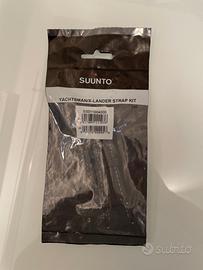 SUUNTO
YACHTSMAN/X-LANDER STRAP KIT
subito